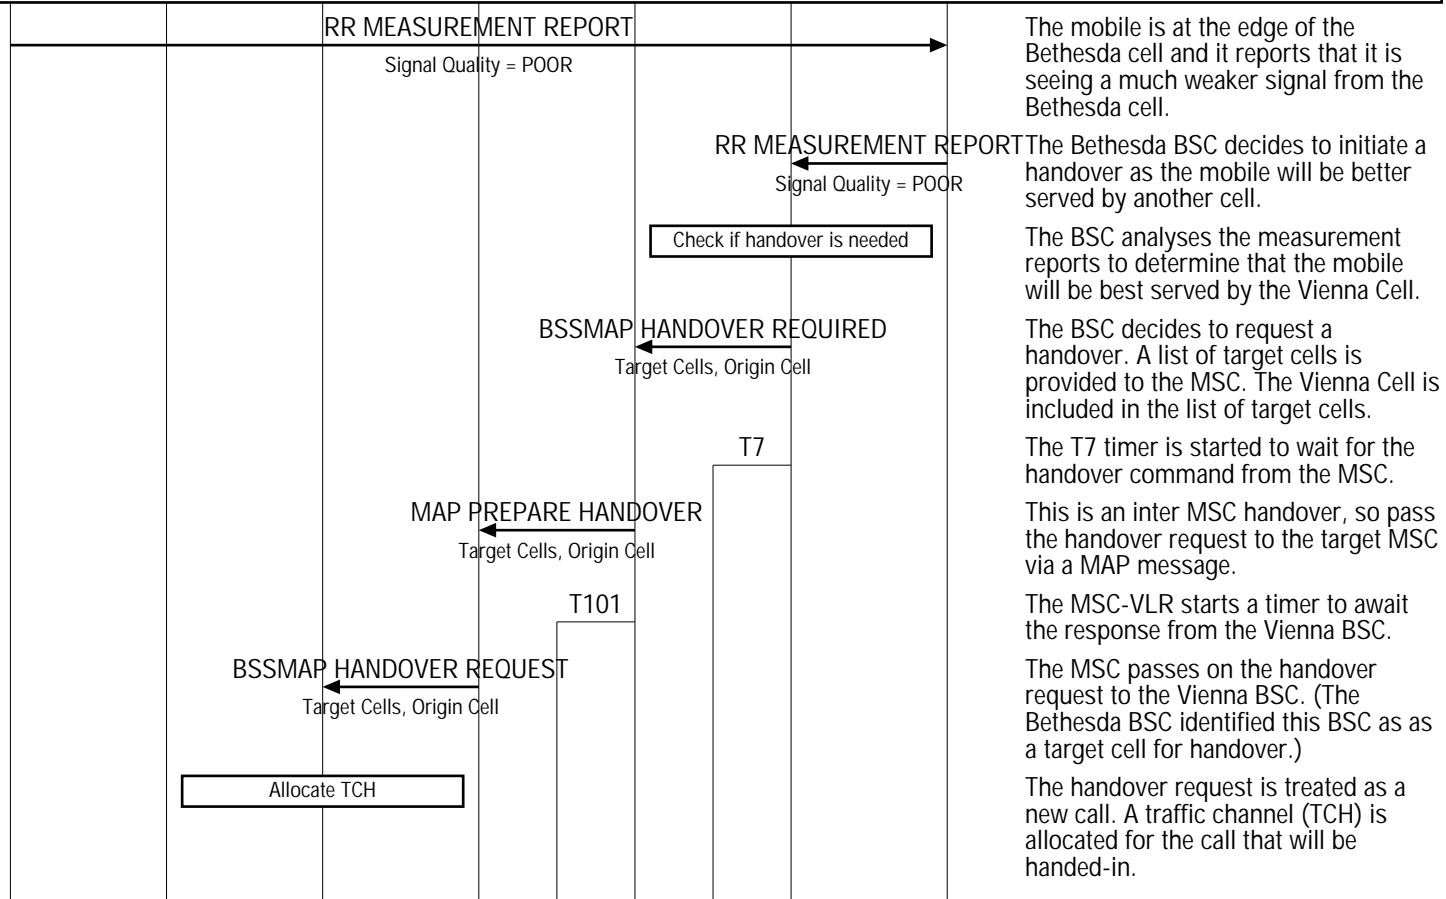 RR MEASUREMENT REPORT
Signal Quality = POOR
The mobile is at the edge of the
Bethesda cell and it reports that it is
seeing a much weaker signal from the
Bethesda cell.
RR MEASUREMENT REPORT
Signal Quality = POOR
The Bethesda BSC decides to initiate a
handover as the mobile will be better
served by another cell.
Check if handover is needed
The BSC analyses the measurement
reports to determine that the mobile
will be best served by the Vienna Cell.
BSSMAP HANDOVER REQUIRED
Target Cells, Origin Cell
The BSC decides to request a
handover. A list of target cells is
provided to the MSC. The Vienna Cell is
included in the list of target cells.
T7
The T7 timer is started to wait for the
handover command from the MSC.
MAP PREPARE HANDOVER
Target Cells, Origin Cell
This is an inter MSC handover, so pass
the handover request to the target MSC
via a MAP message.
T101
The MSC-VLR starts a timer to await
the response from the Vienna BSC.
BSSMAP HANDOVER REQUEST
Target Cells, Origin Cell
The MSC passes on the handover
request to the Vienna BSC. (The
Bethesda BSC identified this BSC as as
a target cell for handover.)
Allocate TCH
The handover request is treated as a
new call. A traffic channel (TCH) is
allocated for the call that will be
handed-in.